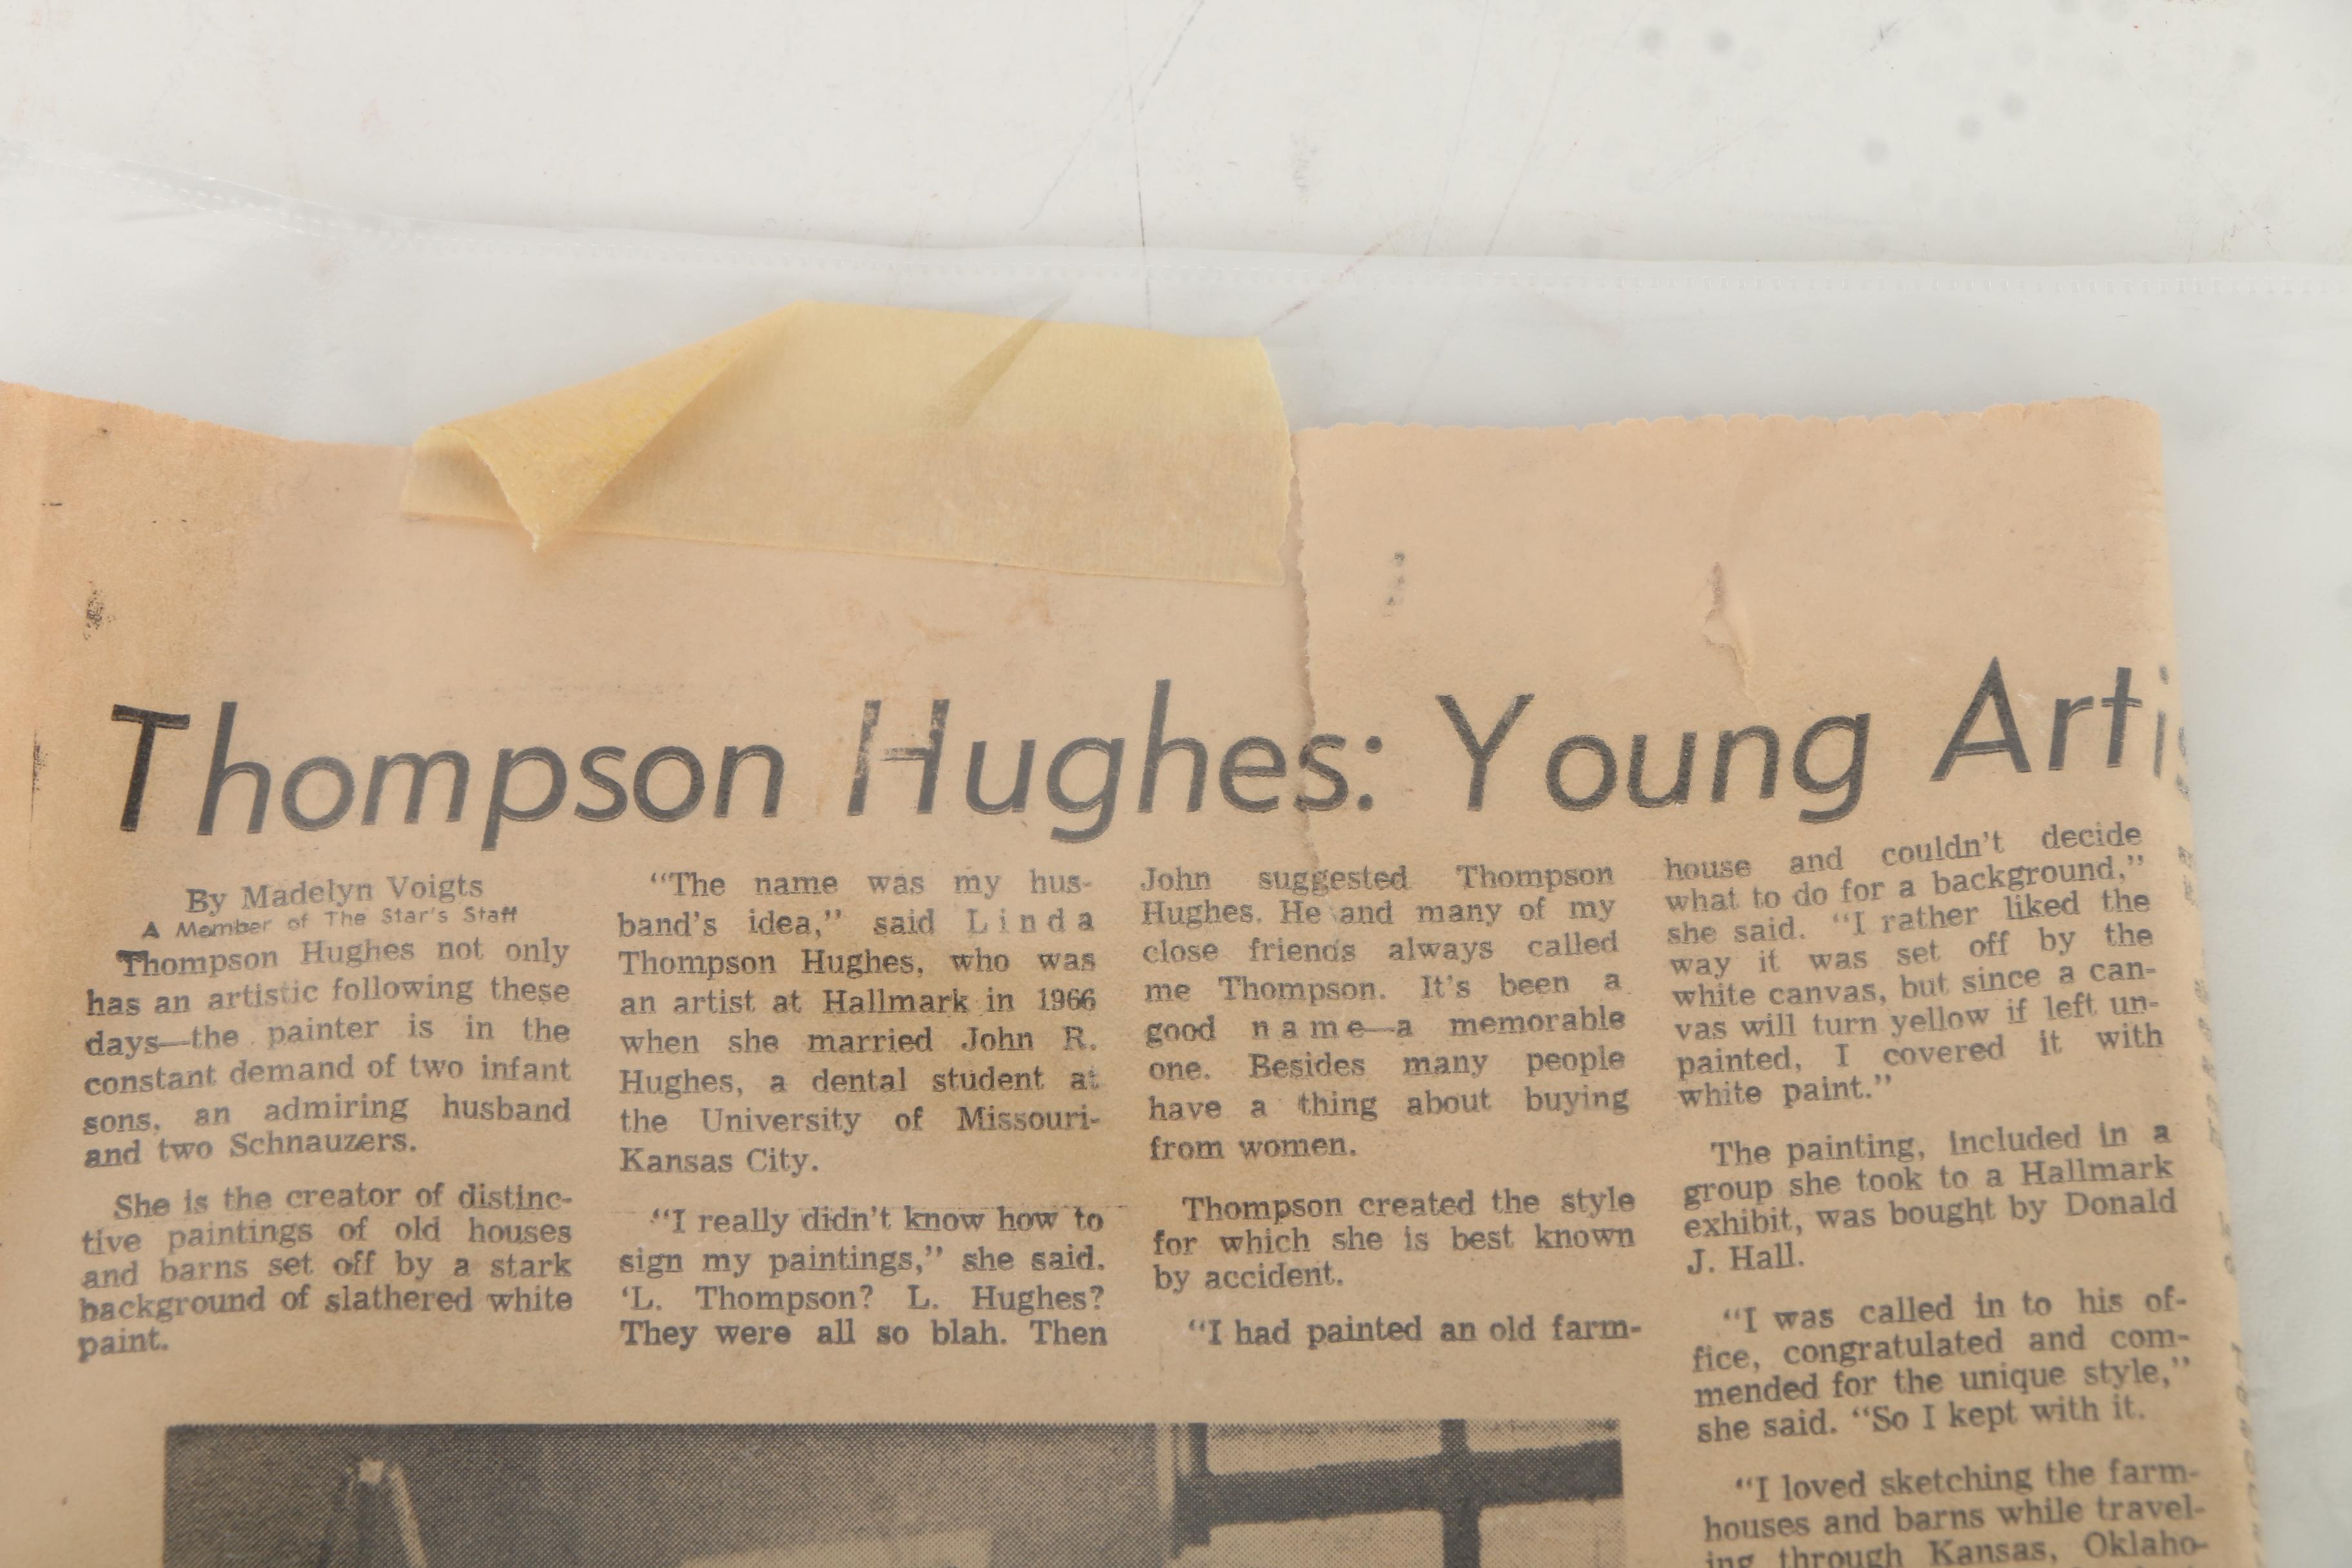 Thompson Hughes: Young Arti
By Madelyn Voigts
A Member of The Star's Staff
Thompson Hughes not only
has an artistic following these
days—the painter is in the
constant demand of two infant
sons, an admiring husband
and two Schnauzers.
She is the creator of distinc-
tive paintings of old houses
and barns set off by a stark
background of slathered white
paint.
“The name was my hus-
band's idea,” said Linda
Thompson Hughes, who was
an artist at Hallmark in 1966
when she married John R.
Hughes, a dental student at
the University of Missouri-
Kansas City.
“I really didn't know how to
sign my paintings,” she said.
‘L. Thompson? L. Hughes?
They were all so blah. Then
John suggested Thompson
Hughes. He and many of my
close friends always called
me Thompson. It's been a
good name—a memorable
one. Besides many people
have a thing about buying
from women.
Thompson created the style
for which she is best known
by accident.
“I had painted an old farm-
house and couldn't decide
what to do for a background,”
she said. “I rather liked the
way it was set off by the
white canvas, but since a can-
vas will turn yellow if left un-
painted, I covered it with
white paint.”
The painting, included in a
group she took to a Hallmark
exhibit, was bought by Donald
J. Hall.
“I was called in to his of-
fice, congratulated and com-
mended for the unique style,”
she said. “So I kept with it.
“I loved sketching the farm-
houses and barns while travel-
ing through Kansas, Oklaho-